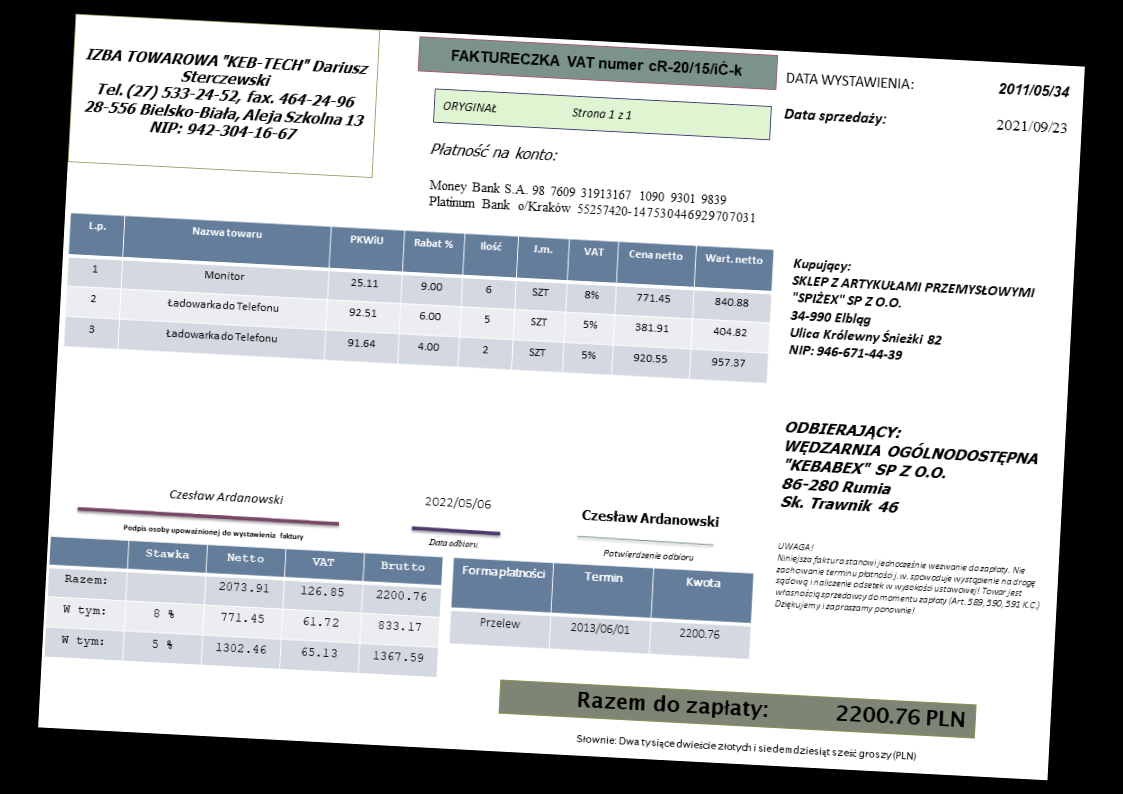 IZBA TOWAROWA "KEB-TECH" Dariusz
Sterczewski
Tel. (27) 533-24-52, fax. 464-24-96
28-556 Bielsko-Biała, Aleja Szkolna 13
NIP: 942-304-16-67
FAKTURECZKA VAT numer cR-20/15/iĆ-k
ORYGINAŁ Strona 1 z 1
DATA WYSTAWIENIA: 2011/05/34
Data sprzedaży: 2021/09/23
Płatność na konto:
Money Bank S.A. 98 7609 31913167 1090 9301 9839
Platinum Bank o/Kraków 55257420-147530446929707031
L.p. Nazwa towaru PKWiU Rabat % Ilość J.m. VAT Cena netto Wart. netto
1 Monitor 25.11 9.00 6 SZT 8% 771.45 840.88
2 Ładowarka do Telefonu 92.51 6.00 5 SZT 5% 381.91 404.82
3 Ładowarka do Telefonu 91.64 4.00 2 SZT 5% 920.55 957.37
Kupujący:
SKLEP Z ARTYKUŁAMI PRZEMYSŁOWYMI
"SPIŻEX" SP Z O.O.
34-990 Elbląg
Ulica Królewny Śnieżki 82
NIP: 946-671-44-39
ODBIERAJĄCY:
WĘDZARNIA OGÓLNODOSTĘPNA
"KEBABEX" SP Z O.O.
86-280 Rumia
Sk. Trawnik 46
Czesław Ardanowski
Podpis osoby upoważnionej do wystawienia faktury
2022/05/06
Data odbioru
Czesław Ardanowski
Potwierdzenie odbioru
UWAGA!
Niniejsza faktura stanowi jednocześnie wezwanie do zapłaty. Nie
zachowanie terminu płatności j.w. spowoduje wystąpienie na drogę
sądową i naliczenie odsetek w wysokości ustawowej! Towar jest
własnością sprzedawcy do momentu zapłaty (Art. 589, 590, 591 K.C.)
Dziękujemy i zapraszamy ponownie!
Stawka Netto VAT Brutto
Razem: 2073.91 126.85 2200.76
W tym: 8 % 771.45 61.72 833.17
W tym: 5 % 1302.46 65.13 1367.59
Forma płatności Termin Kwota
Przelew 2013/06/01 2200.76
Razem do zapłaty: 2200.76 PLN
Słownie: Dwa tysiące dwieście złotych i siedemdziesiąt sześć groszy (PLN)